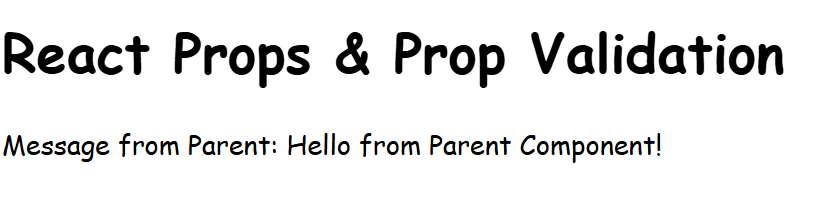 React Props & Prop Validation
Message from Parent: Hello from Parent Component!